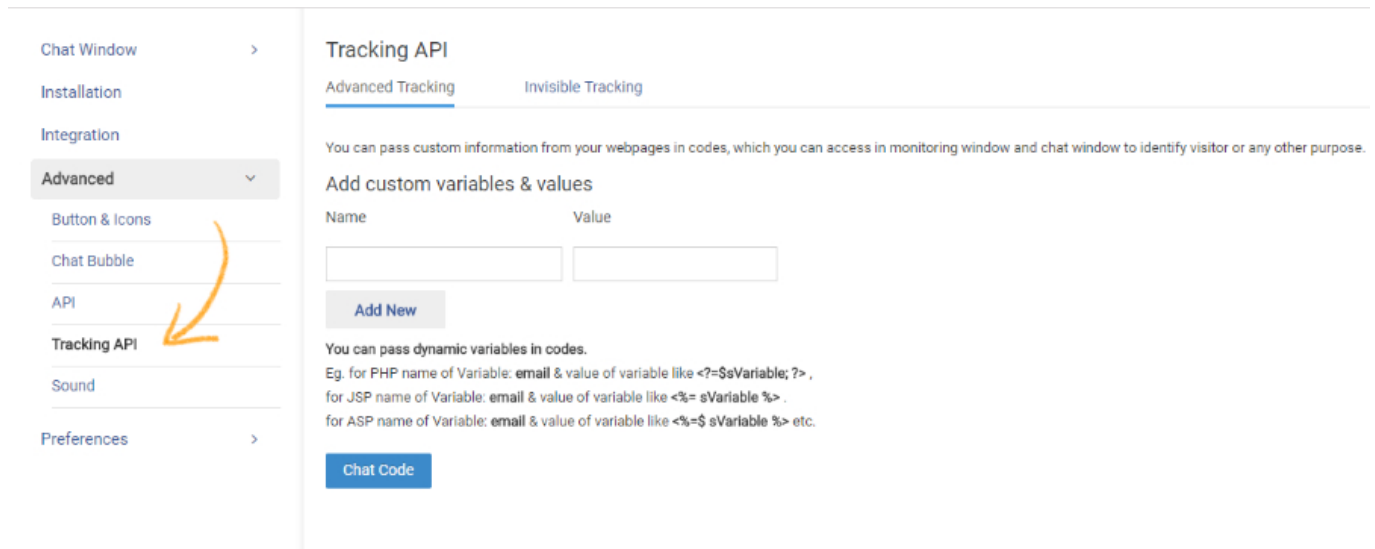 Chat Window
Installation
Integration
Advanced
Button & Icons
Chat Bubble
API
Tracking API
Sound
Preferences
Tracking API
Advanced Tracking
Invisible Tracking
You can pass custom information from your webpages in codes, which you can access in monitoring window and chat window to identify visitor or any other purpose.
Add custom variables & values
Name
Value
Add New
You can pass dynamic variables in codes.
Eg. for PHP name of Variable: email & value of variable like <?=$sVariable; ?> ,
for JSP name of Variable: email & value of variable like <%= sVariable %> .
for ASP name of Variable: email & value of variable like <%=$ sVariable %> etc.
Chat Code